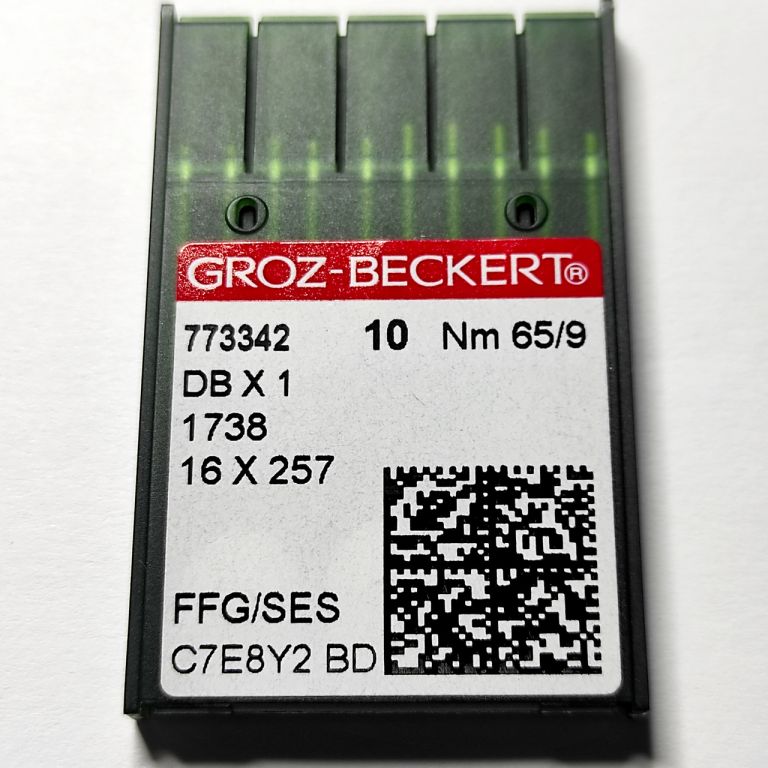 GROZ-BECKERT®
773342 10 Nm 65/9
DB X 1
1738
16 X 257
FFG/SES
C7E8Y2 BD